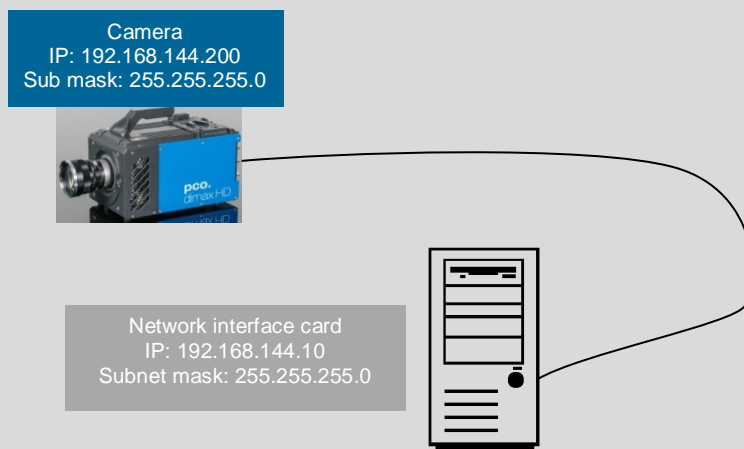 Camera
IP: 192.168.144.200
Sub mask: 255.255.255.0
pco.
dimax HD
Network interface card
IP: 192.168.144.10
Subnet mask: 255.255.255.0